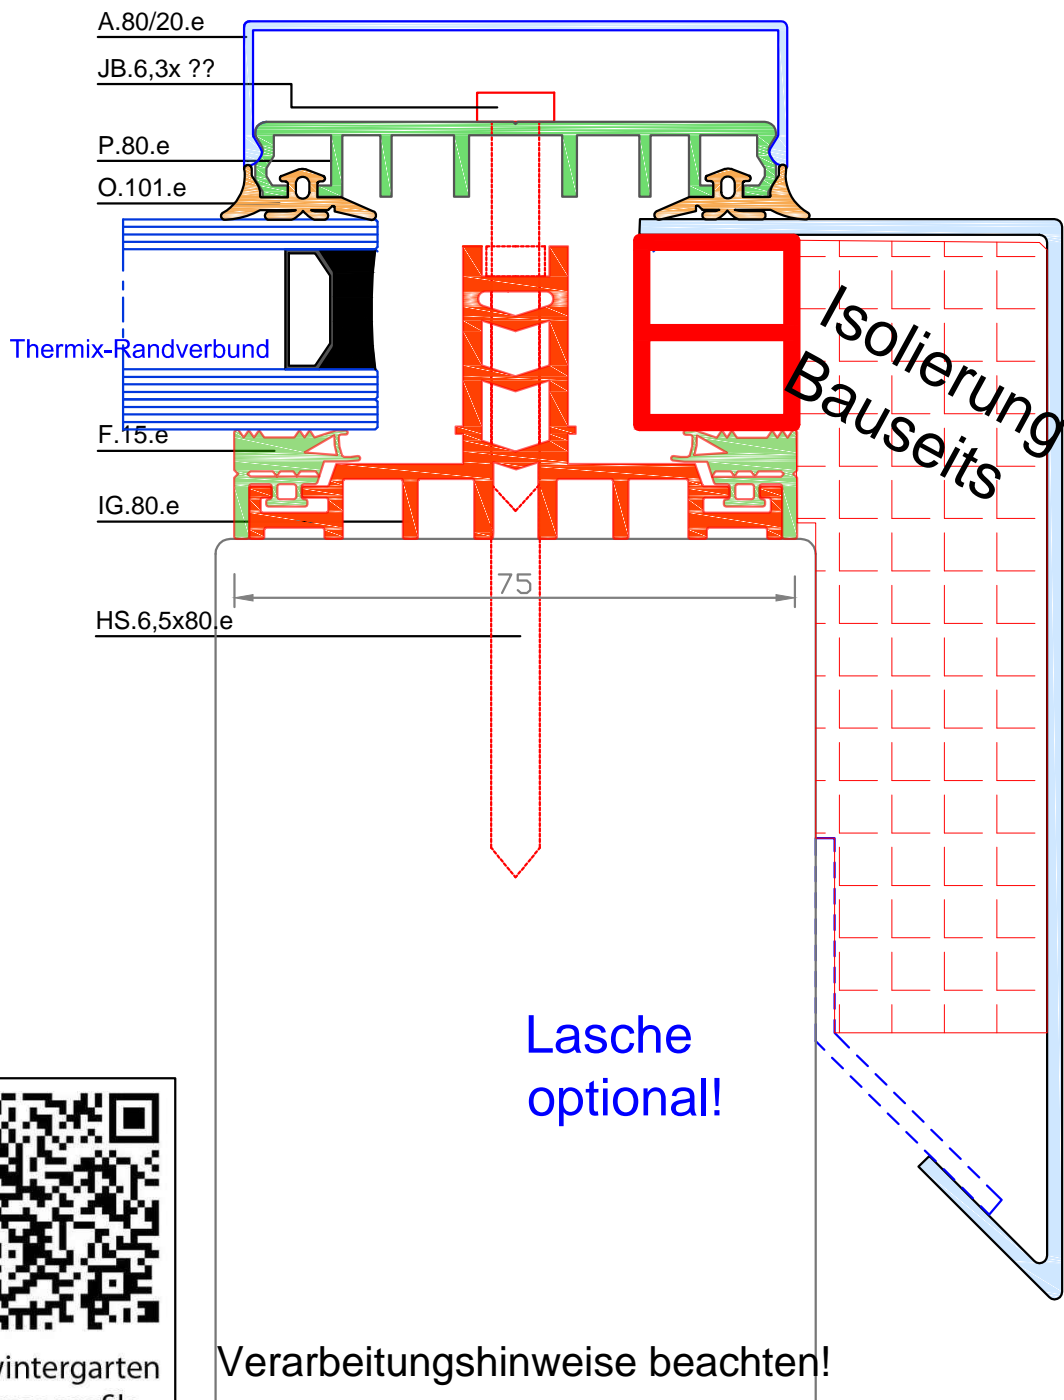 A.80/20.e
JB.6,3x ??
P.80.e
O.101.e
Isolierung
Bauseits
Thermix-Randverbund
F.15.e
IG.80.e
75
HS.6,5x80.e
Lasche
optional!
Verarbeitungshinweise beachten!